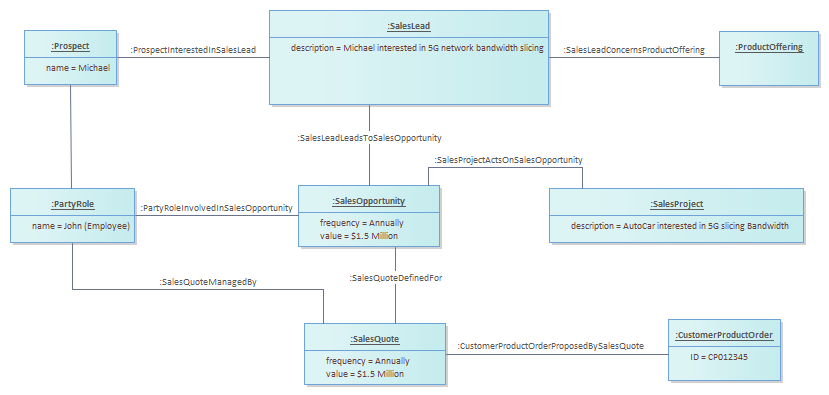 :SalesLead
description = Michael interested in 5G network bandwidth slicing
:Prospect
name = Michael
:ProspectInterestedInSalesLead
:SalesLeadConcernsProductOffering
:ProductOffering
:SalesLeadLeadsToSalesOpportunity
:SalesProjectActsOnSalesOpportunity
:PartyRole
name = John (Employee)
:PartyRoleInvolvedInSalesOpportunity
:SalesOpportunity
frequency = Annually
value = $1.5 Million
:SalesProject
description = AutoCar interested in 5G slicing Bandwidth
:SalesQuoteManagedBy
:SalesQuoteDefinedFor
:SalesQuote
frequency = Annually
value = $1.5 Million
:CustomerProductOrderProposedBySalesQuote
:CustomerProductOrder
ID = CP012345